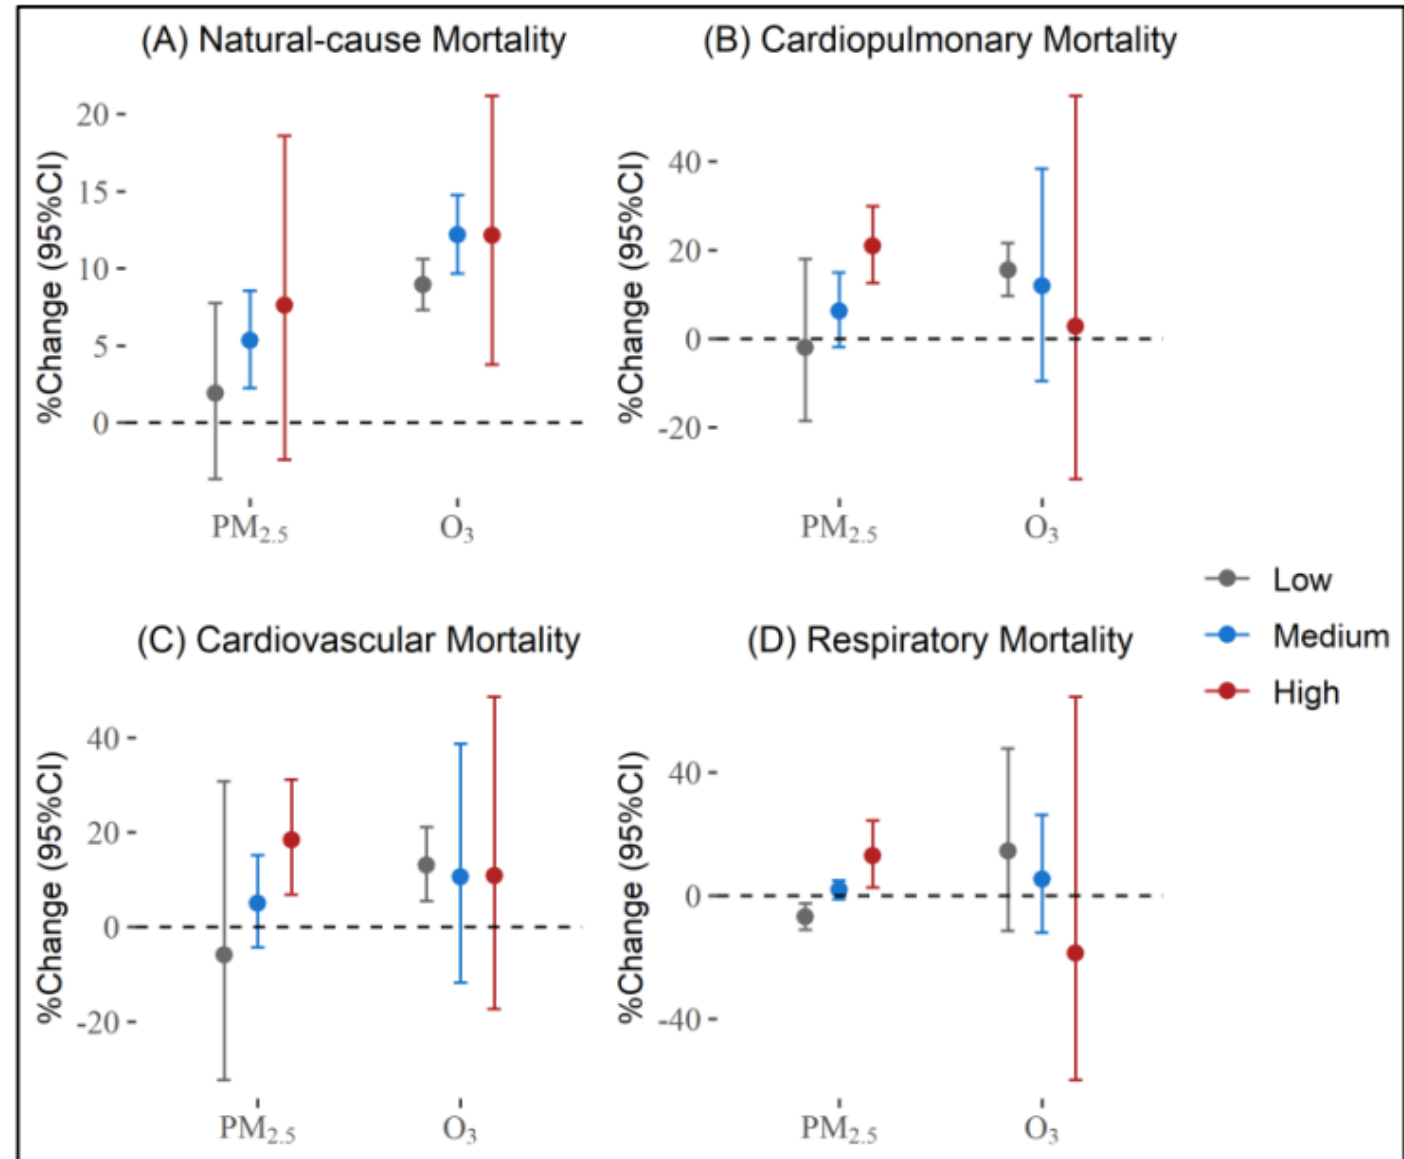 (A) Natural-cause Mortality
%Change (95%CI)
20
15
10
5
0
PM2.5
O3
(B) Cardiopulmonary Mortality
%Change (95%CI)
40
20
0
-20
PM2.5
O3
Low
Medium
High
(C) Cardiovascular Mortality
%Change (95%CI)
40
20
0
-20
PM2.5
O3
(D) Respiratory Mortality
%Change (95%CI)
40
0
-40
PM2.5
O3